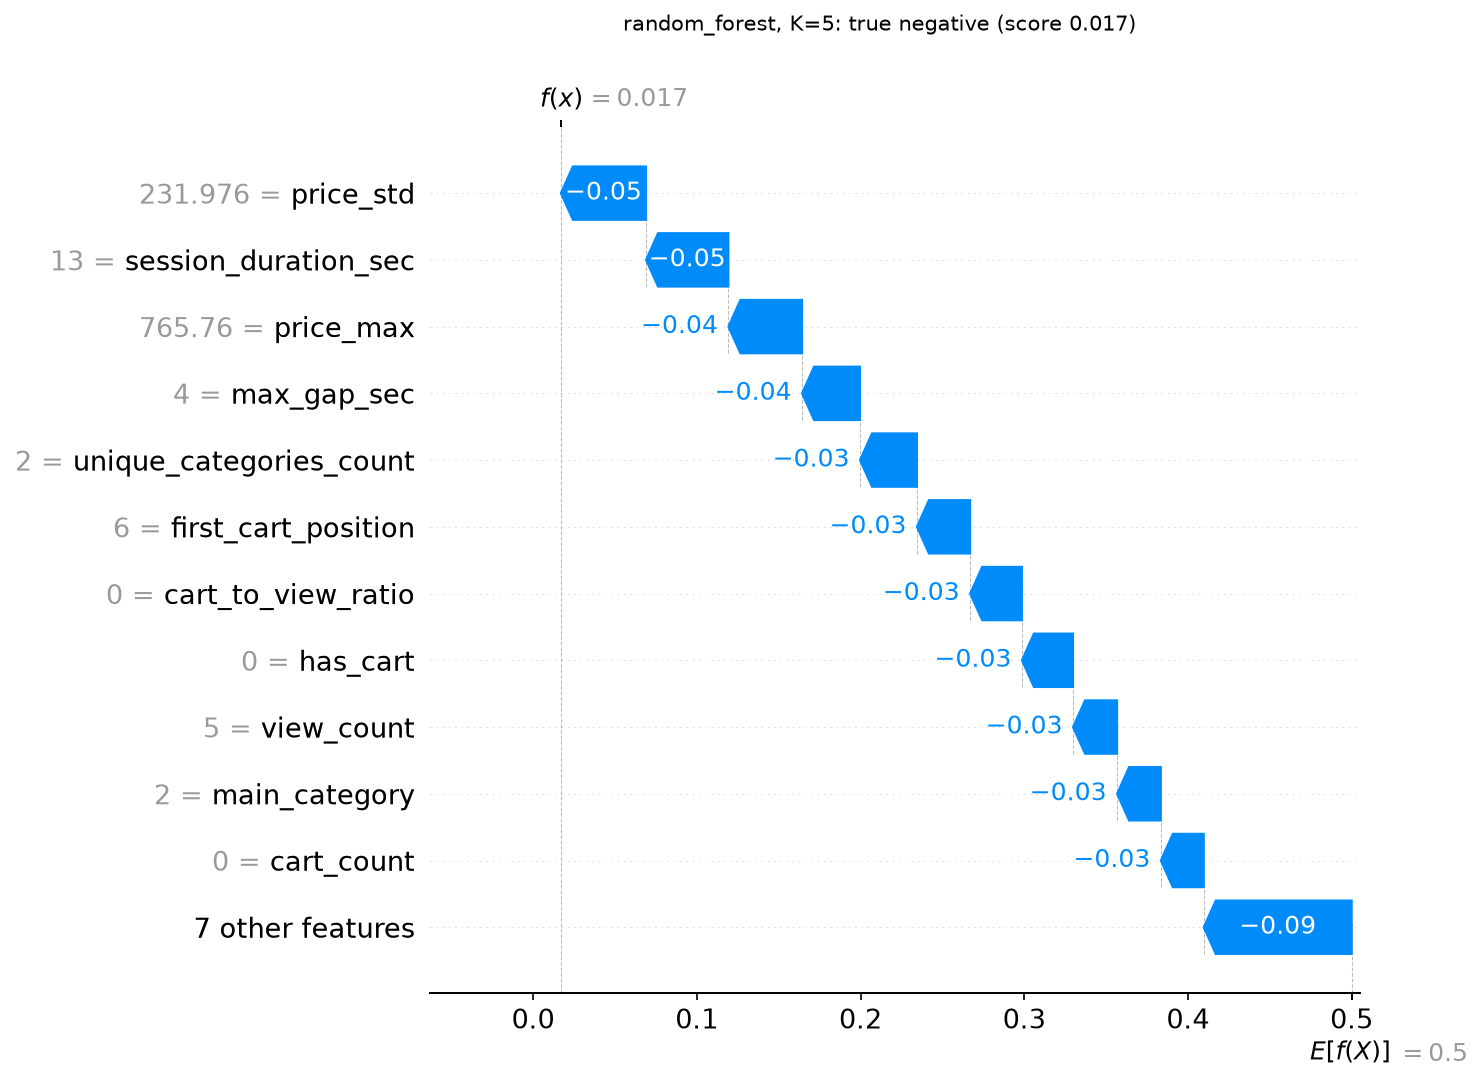 random_forest, K=5: true negative (score 0.017)
f(x) = 0.017
231.976 = price_std −0.05
13 = session_duration_sec −0.05
765.76 = price_max −0.04
4 = max_gap_sec −0.04
2 = unique_categories_count −0.03
6 = first_cart_position −0.03
0 = cart_to_view_ratio −0.03
0 = has_cart −0.03
5 = view_count −0.03
2 = main_category −0.03
0 = cart_count −0.03
7 other features −0.09
0.0 0.1 0.2 0.3 0.4 0.5
E[f(X)] = 0.5